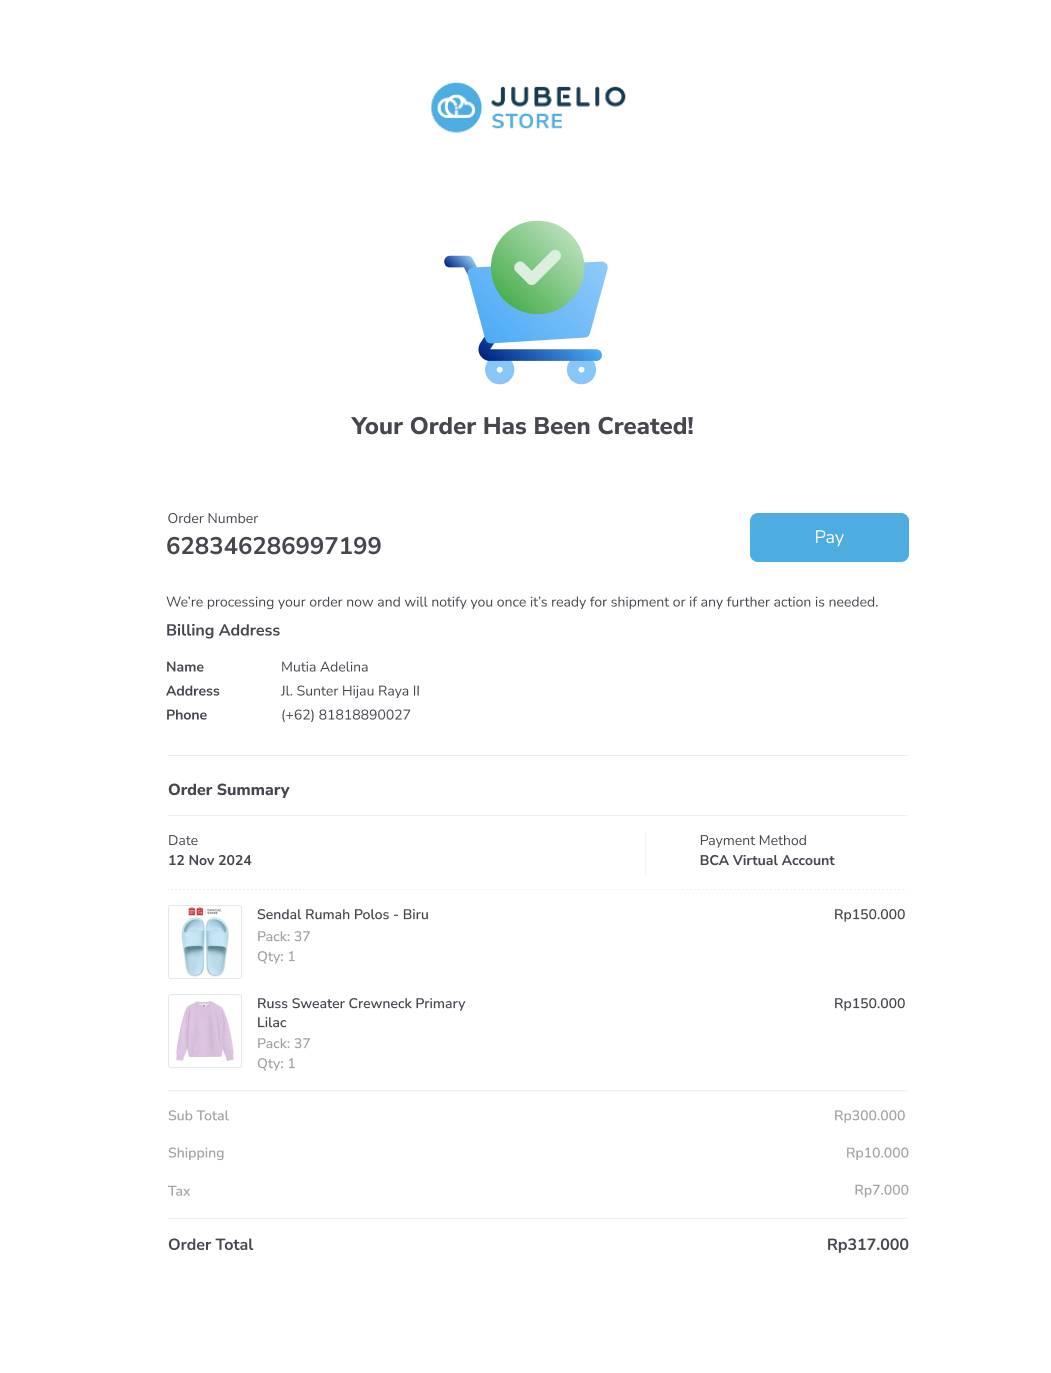 JUBELIO
STORE
Your Order Has Been Created!
Order Number
628346286997199
Pay
We're processing your order now and will notify you once it's ready for shipment or if any further action is needed.
Billing Address
Name Mutia Adelina
Address Jl. Sunter Hijau Raya II
Phone (+62) 81818890027
Order Summary
Date
12 Nov 2024
Payment Method
BCA Virtual Account
Sendal Rumah Polos - Biru Rp150.000
Pack: 37
Qty: 1
Russ Sweater Crewneck Primary Rp150.000
Lilac
Pack: 37
Qty: 1
Sub Total Rp300.000
Shipping Rp10.000
Tax Rp7.000
Order Total Rp317.000